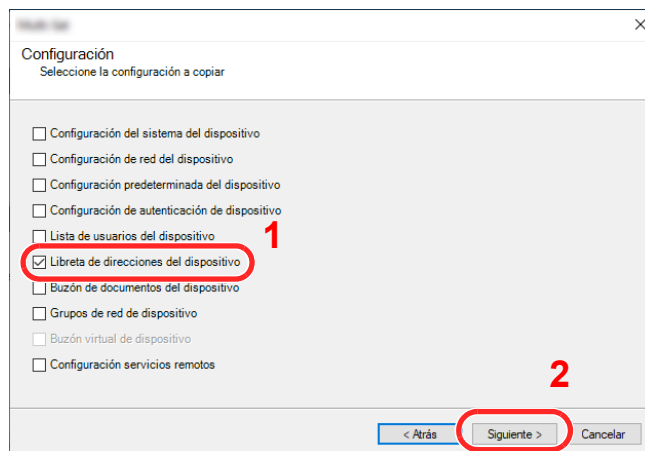 Configuración
Seleccione la configuración a copiar
Configuración del sistema del dispositivo
Configuración de red del dispositivo
Configuración predeterminada del dispositivo
Configuración de autenticación de dispositivo
Lista de usuarios del dispositivo
1
Libreta de direcciones del dispositivo
Buzón de documentos del dispositivo
Grupos de red de dispositivo
Buzón virtual de dispositivo
Configuración servicios remotos
2
< Atrás Siguiente > Cancelar